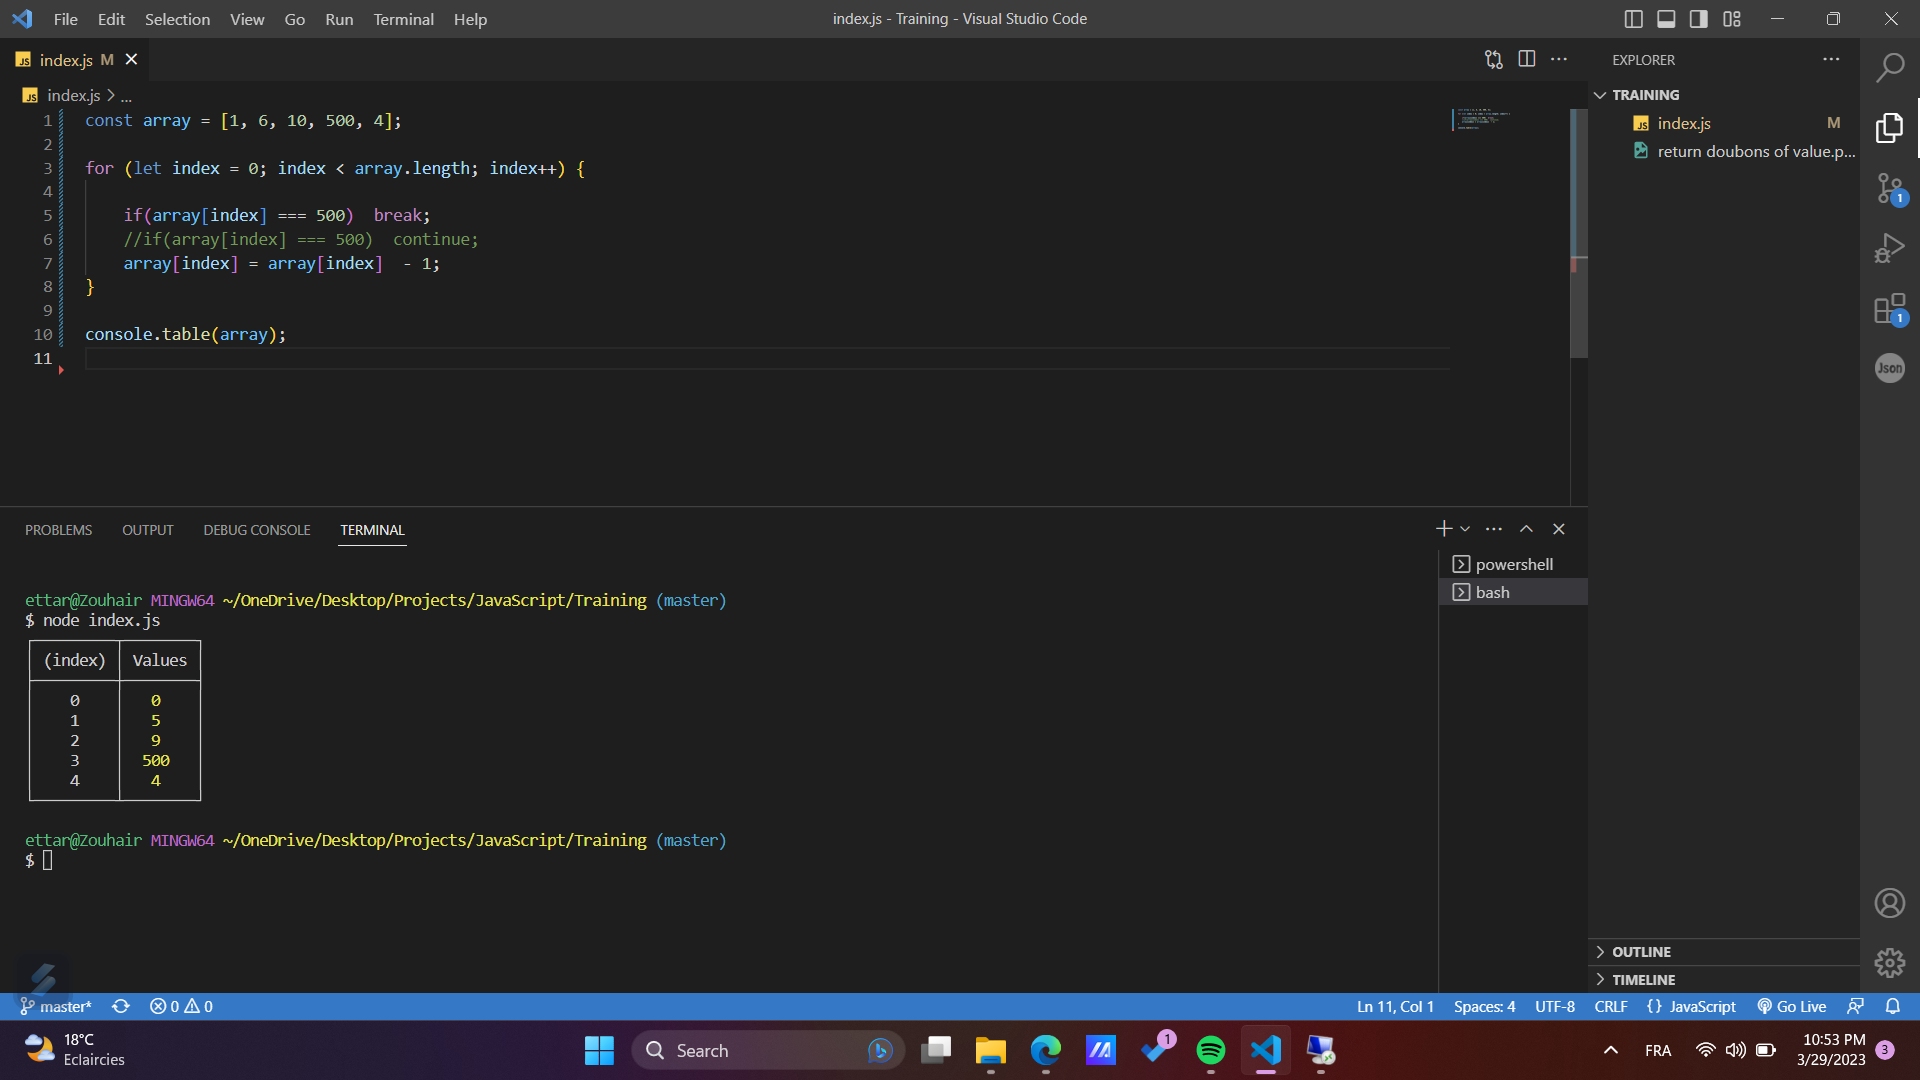 File Edit Selection View Go Run Terminal Help
index.js - Training - Visual Studio Code
JS index.js M
JS index.js > ...
1 const array = [1, 6, 10, 500, 4];
2
3 for (let index = 0; index < array.length; index++) {
4
5 if(array[index] === 500)  break;
6 //if(array[index] === 500)  continue;
7 array[index] = array[index]  - 1;
8 }
9
10 console.table(array);
11
EXPLORER
TRAINING
JS index.js M
return doubons of value.p...
1
1
Json
PROBLEMS OUTPUT DEBUG CONSOLE TERMINAL
powershell
bash
ettar@Zouhair MINGW64 ~/OneDrive/Desktop/Projects/JavaScript/Training (master)
$ node index.js
(index) Values
0 0
1 5
2 9
3 500
4 4
ettar@Zouhair MINGW64 ~/OneDrive/Desktop/Projects/JavaScript/Training (master)
$
OUTLINE
TIMELINE
master* 0 0 Ln 11, Col 1 Spaces: 4 UTF-8 CRLF {} JavaScript Go Live
18°C
Eclaircies
Search
1
FRA
10:53 PM
3/29/2023
3